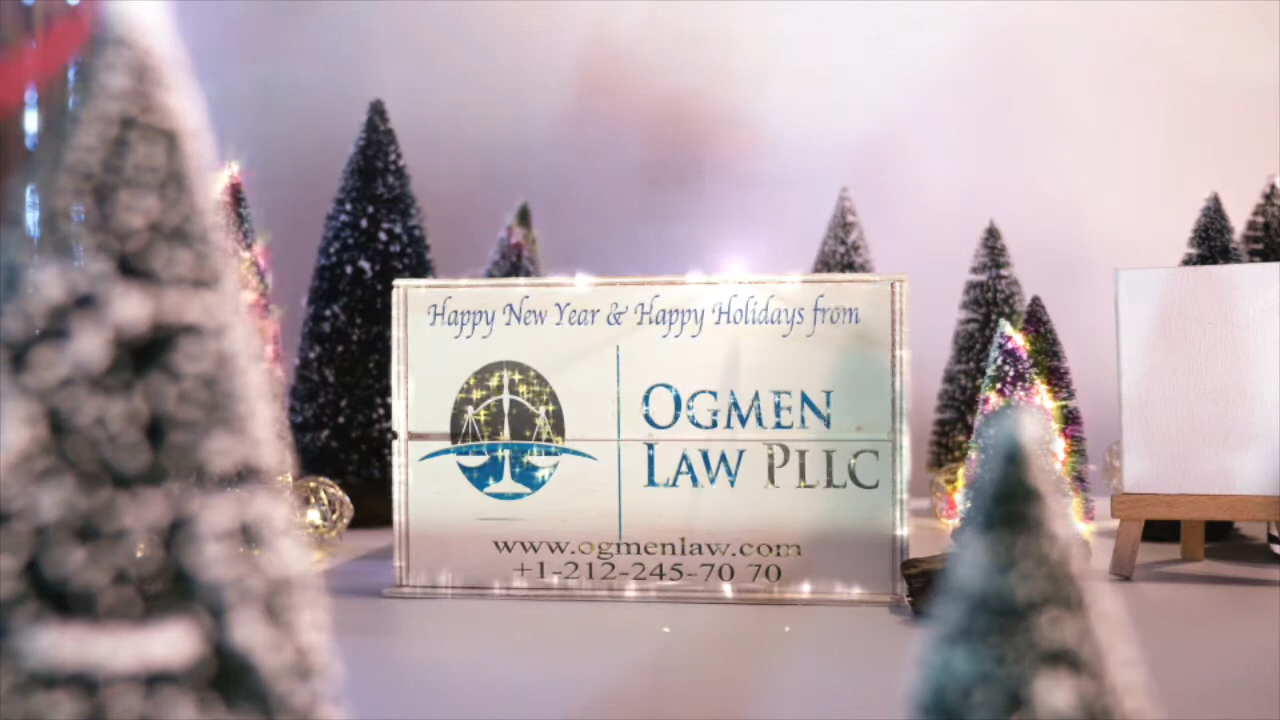 Happy New Year & Happy Holidays from
OGMEN
LAW PLLC
www.ogmenlaw.com
+1-212-245-70 70